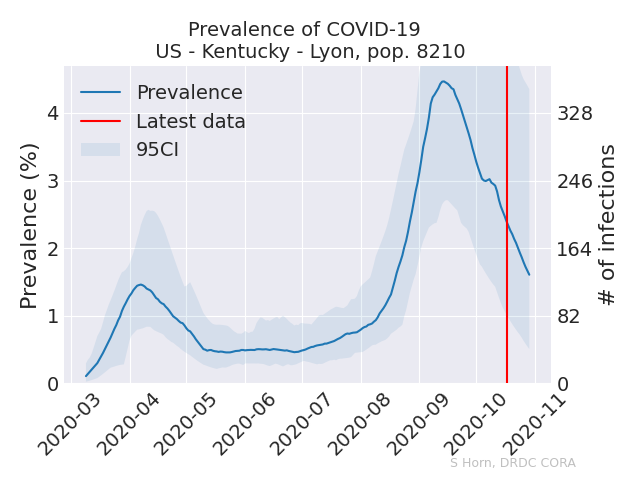 Prevalence of COVID-19
US - Kentucky - Lyon, pop. 8210
Prevalence
Latest data
95CI
Prevalence (%)
4
3
2
1
0
# of infections
328
246
164
82
0
2020-03
2020-04
2020-05
2020-06
2020-07
2020-08
2020-09
2020-10
2020-11
S Horn, DRDC CORA